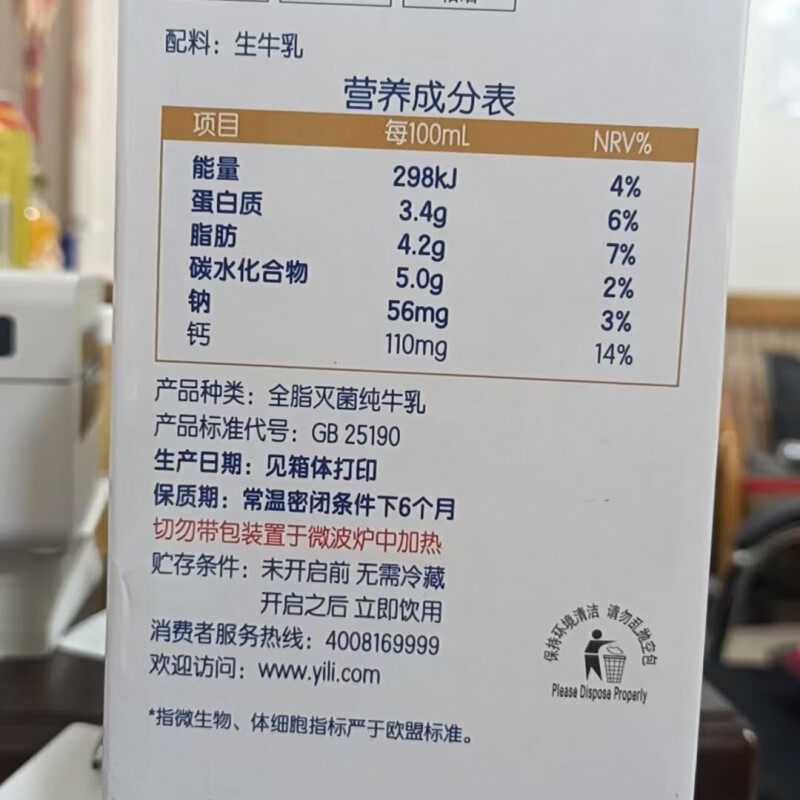 配料：生牛乳
营养成分表
项目 每100mL NRV%
能量 298kJ 4%
蛋白质 3.4g 6%
脂肪 4.2g 7%
碳水化合物 5.0g 2%
钠 56mg 3%
钙 110mg 14%
产品种类：全脂灭菌纯牛乳
产品标准代号：GB 25190
生产日期：见箱体打印
保质期：常温密闭条件下6个月
切勿带包装置于微波炉中加热
贮存条件：未开启前 无需冷藏
开启之后 立即饮用
消费者服务热线：4008169999
欢迎访问：www.yili.com
保持环境清洁 请勿乱抛空包
Please Dispose Properly
*指微生物、体细胞指标严于欧盟标准。